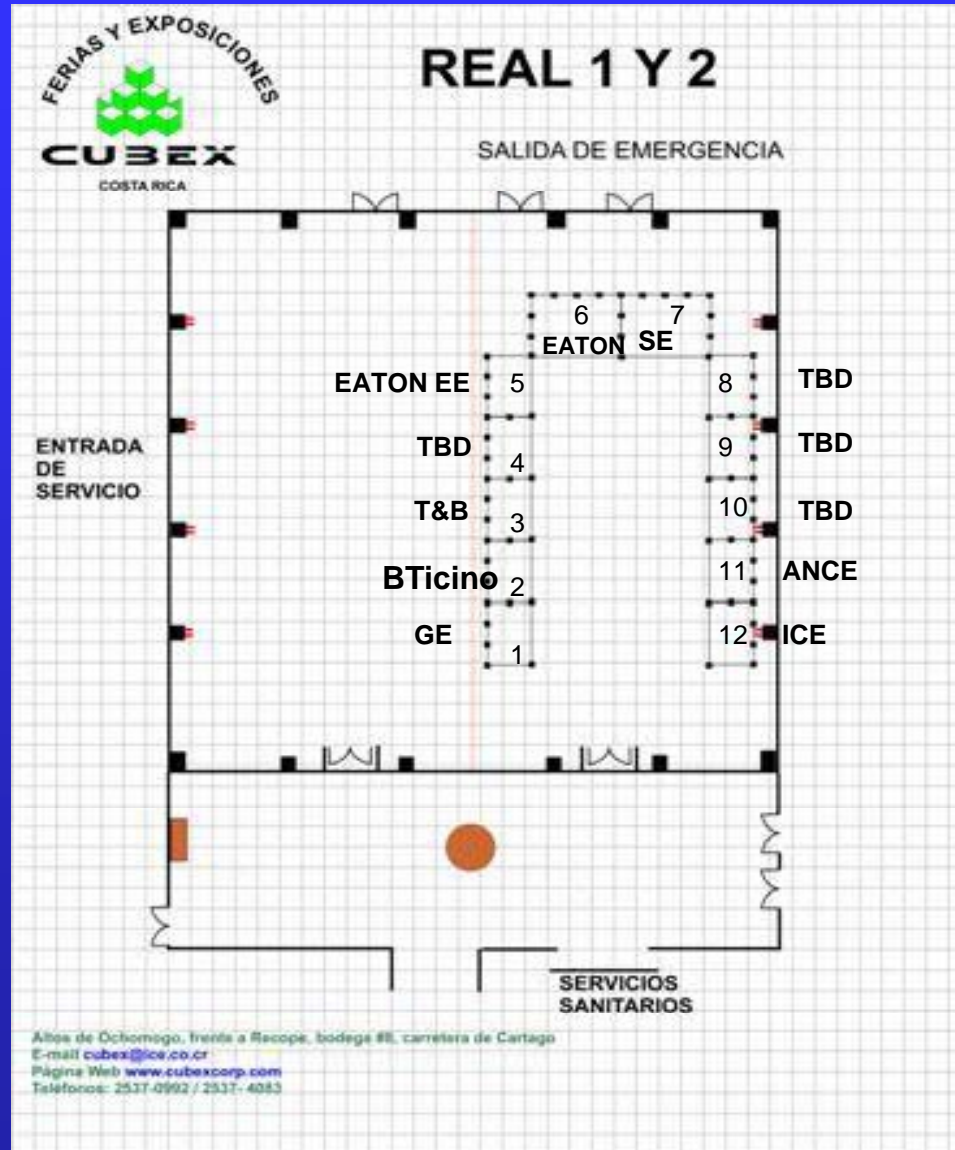 FERIAS Y EXPOSICIONES
CUBEX
COSTA RICA
REAL 1 Y 2
SALIDA DE EMERGENCIA
6 7
EATON SE
EATON EE 5 8 TBD
TBD 4 9 TBD
T&B 3 10 TBD
BTicino 2 11 ANCE
GE 1 12 ICE
ENTRADA
DE
SERVICIO
SERVICIOS
SANITARIOS
Altos de Ochomogo, frente a Recope, bodega carretera de Cartago
E-mail cubex@ice.co.cr
Página Web www.cubexcorp.com
Teléfonos: 2537-0992 / 2537- 4083